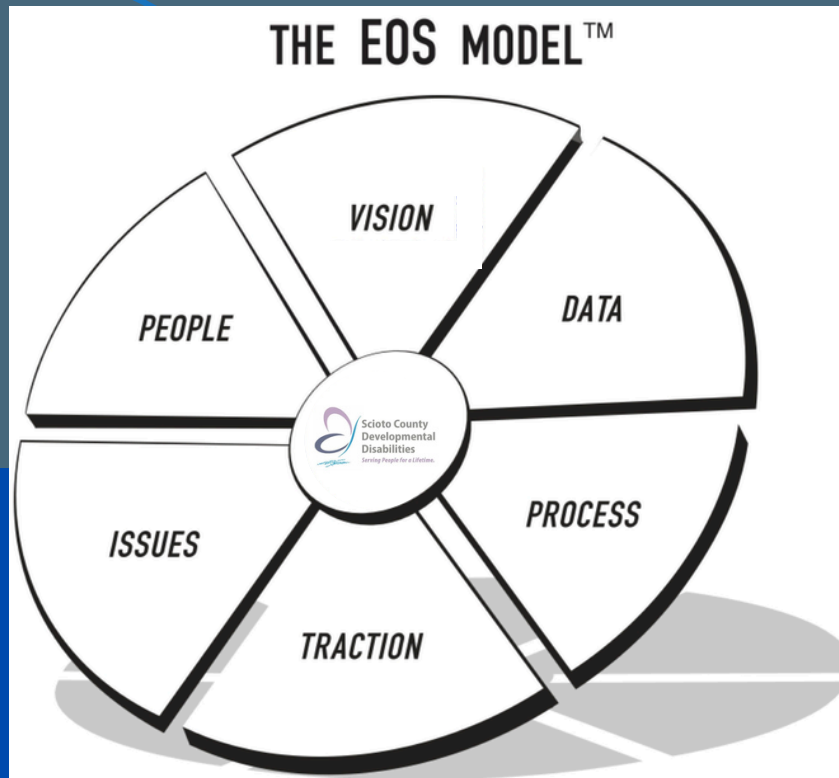 THE EOS MODEL™
VISION
DATA
PEOPLE
Scioto County
Developmental
Disabilities
Serving People for a Lifetime.
PROCESS
ISSUES
TRACTION